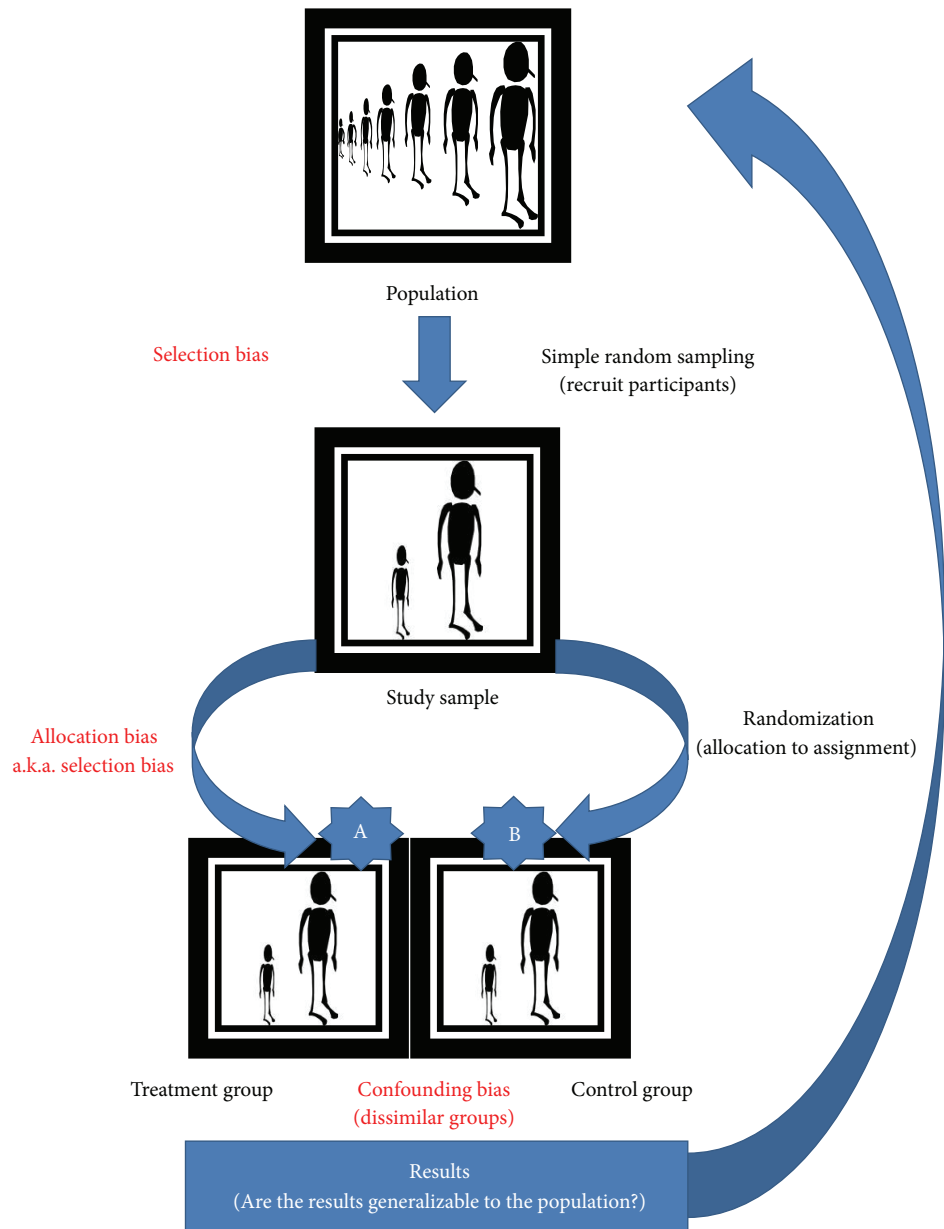 Population
Selection bias
Simple random sampling
(recruit participants)
Study sample
Allocation bias
a.k.a. selection bias
Randomization
(allocation to assignment)
A
B
Treatment group
Confounding bias
(dissimilar groups)
Control group
Results
(Are the results generalizable to the population?)